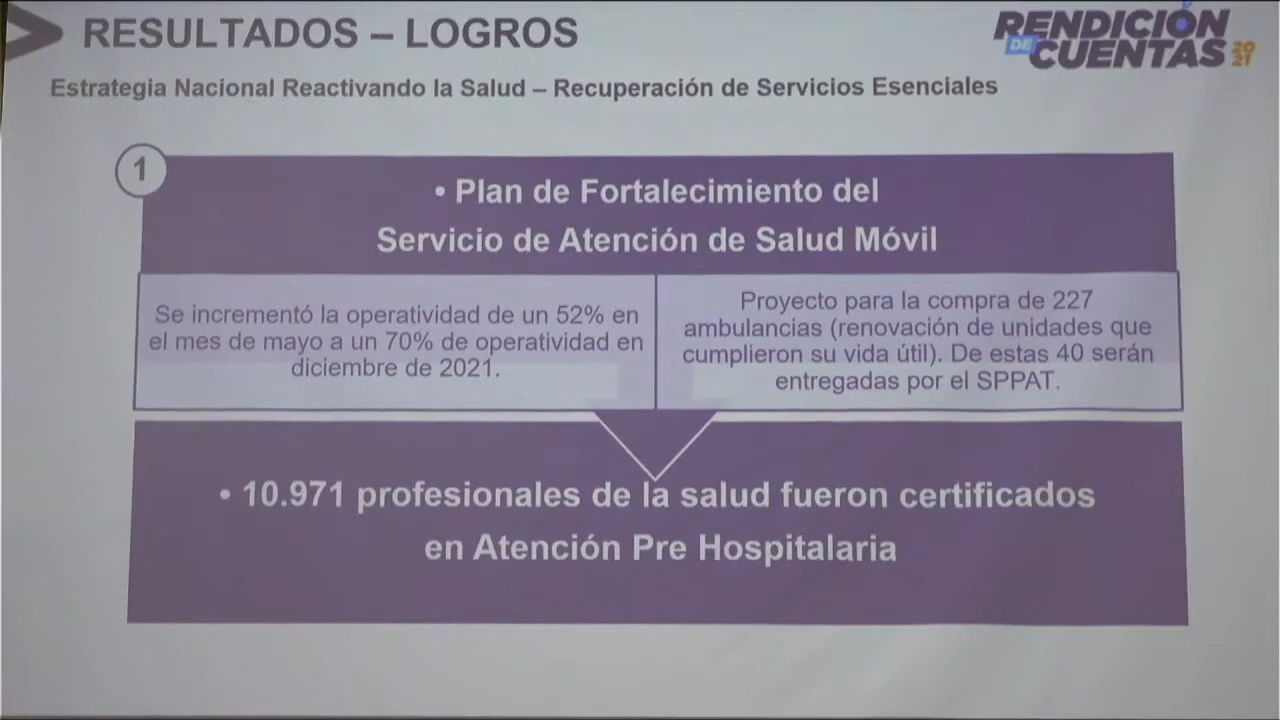 RESULTADOS – LOGROS
RENDICIÓN
DE CUENTAS 2021
Estrategia Nacional Reactivando la Salud – Recuperación de Servicios Esenciales
1
• Plan de Fortalecimiento del
Servicio de Atención de Salud Móvil
Se incrementó la operatividad de un 52% en
el mes de mayo a un 70% de operatividad en
diciembre de 2021.
Proyecto para la compra de 227
ambulancias (renovación de unidades que
cumplieron su vida útil). De estas 40 serán
entregadas por el SPPAT.
• 10.971 profesionales de la salud fueron certificados
en Atención Pre Hospitalaria